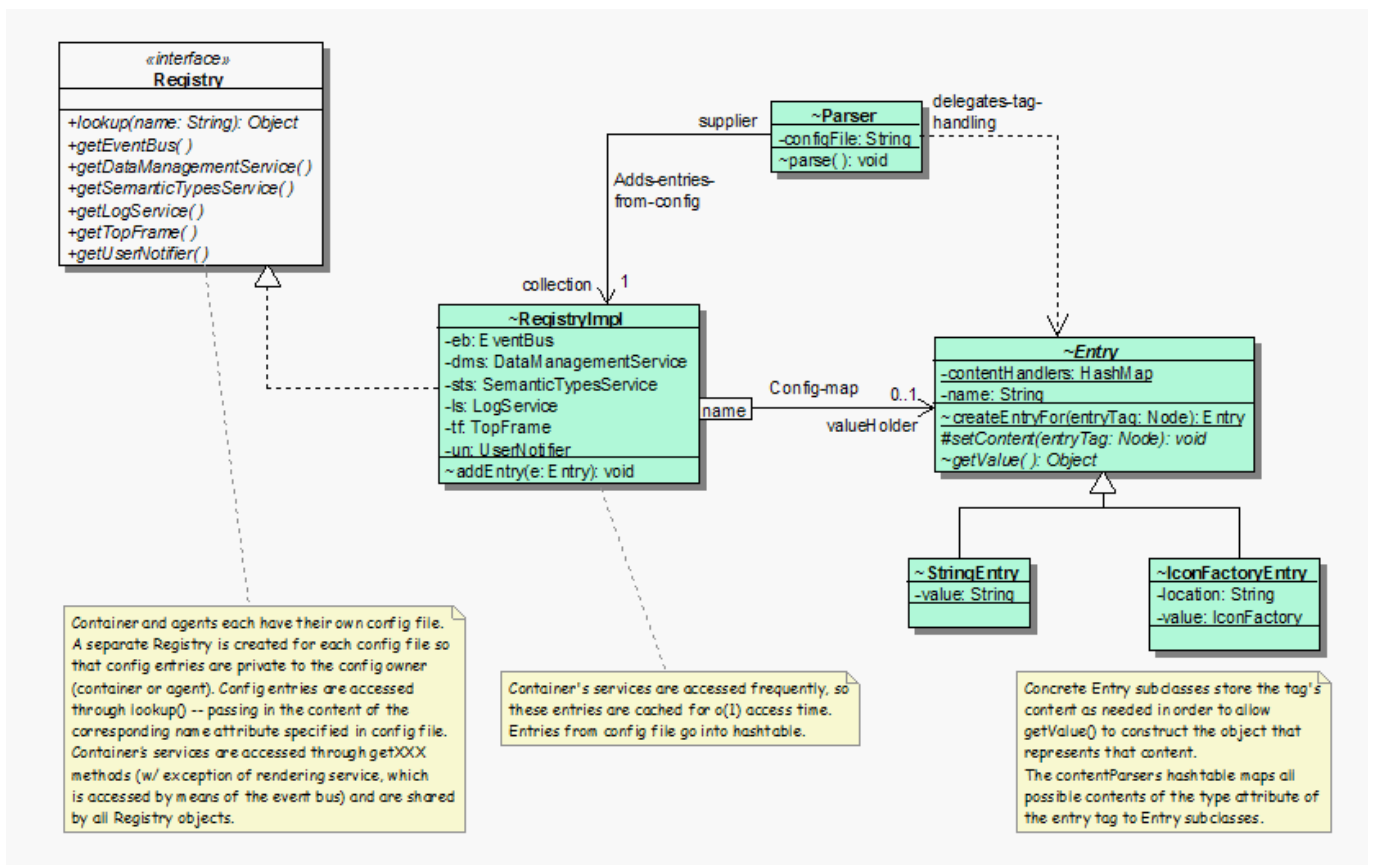 «interface»
Registry
+lookup(name: String): Object
+getEventBus( )
+getDataManagementService( )
+getSemanticTypesService( )
+getLogService( )
+getTopFrame( )
+getUserNotifier( )
supplier
~Parser
-configFile: String
~parse( ): void
delegates-tag-
handling
Adds-entries-
from-config
collection
1
~RegistryImpl
-eb: EventBus
-dms: DataManagementService
-sts: SemanticTypesService
-ls: LogService
-tf: TopFrame
-un: UserNotifier
~addEntry(e: Entry): void
name
Config-map
0..1
valueHolder
~Entry
-contentHandlers: HashMap
-name: String
~createEntryFor(entryTag: Node): Entry
#setContent(entryTag: Node): void
~getValue( ): Object
~StringEntry
-value: String
~IconFactoryEntry
-location: String
-value: IconFactory
Container and agents each have their own config file.
A separate Registry is created for each config file so
that config entries are private to the config owner
(container or agent). Config entries are accessed
through lookup() -- passing in the content of the
corresponding name attribute specified in config file.
Container's services are accessed through getXXX
methods (w/ exception of rendering service, which
is accessed by means of the event bus) and are shared
by all Registry objects.
Container's services are accessed frequently, so
these entries are cached for o(1) access time.
Entries from config file go into hashtable.
Concrete Entry subclasses store the tag's
content as needed in order to allow
getValue() to construct the object that
represents that content.
The contentParsers hashtable maps all
possible contents of the type attribute of
the entry tag to Entry subclasses.